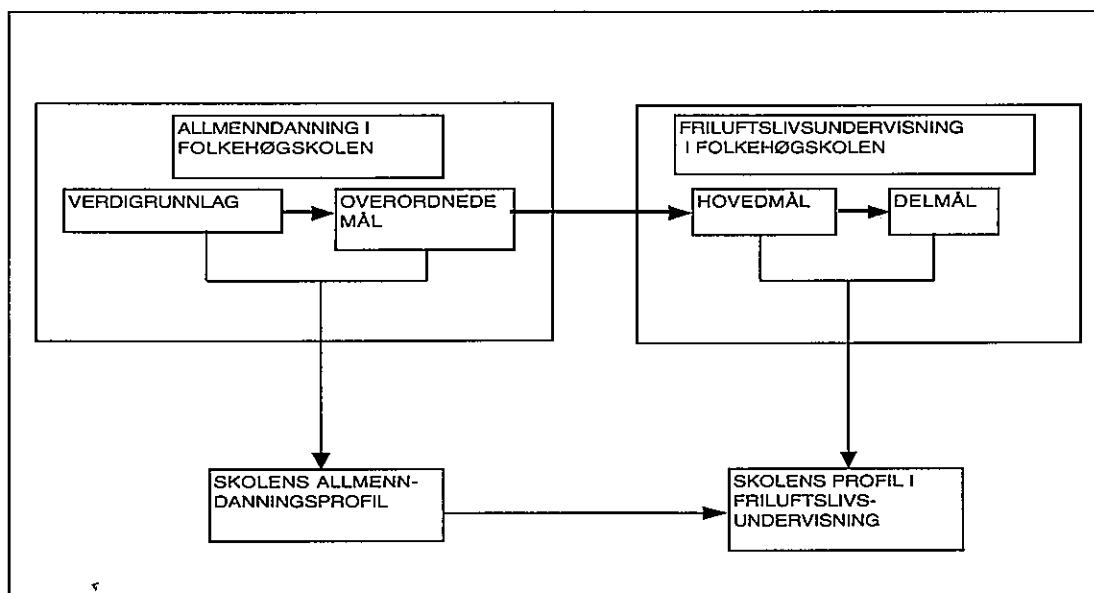 ALLMENNDANNING I
FOLKEHØGSKOLEN
VERDIGRUNNLAG
OVERORDNEDE
MÅL
FRILUFTSLIVSUNDERVISNING
I FOLKEHØGSKOLEN
HOVEDMÅL
DELMÅL
SKOLENS ALLMENN-
DANNINGSPROFIL
SKOLENS PROFIL I
FRILUFTSLIVS-
UNDERVISNING